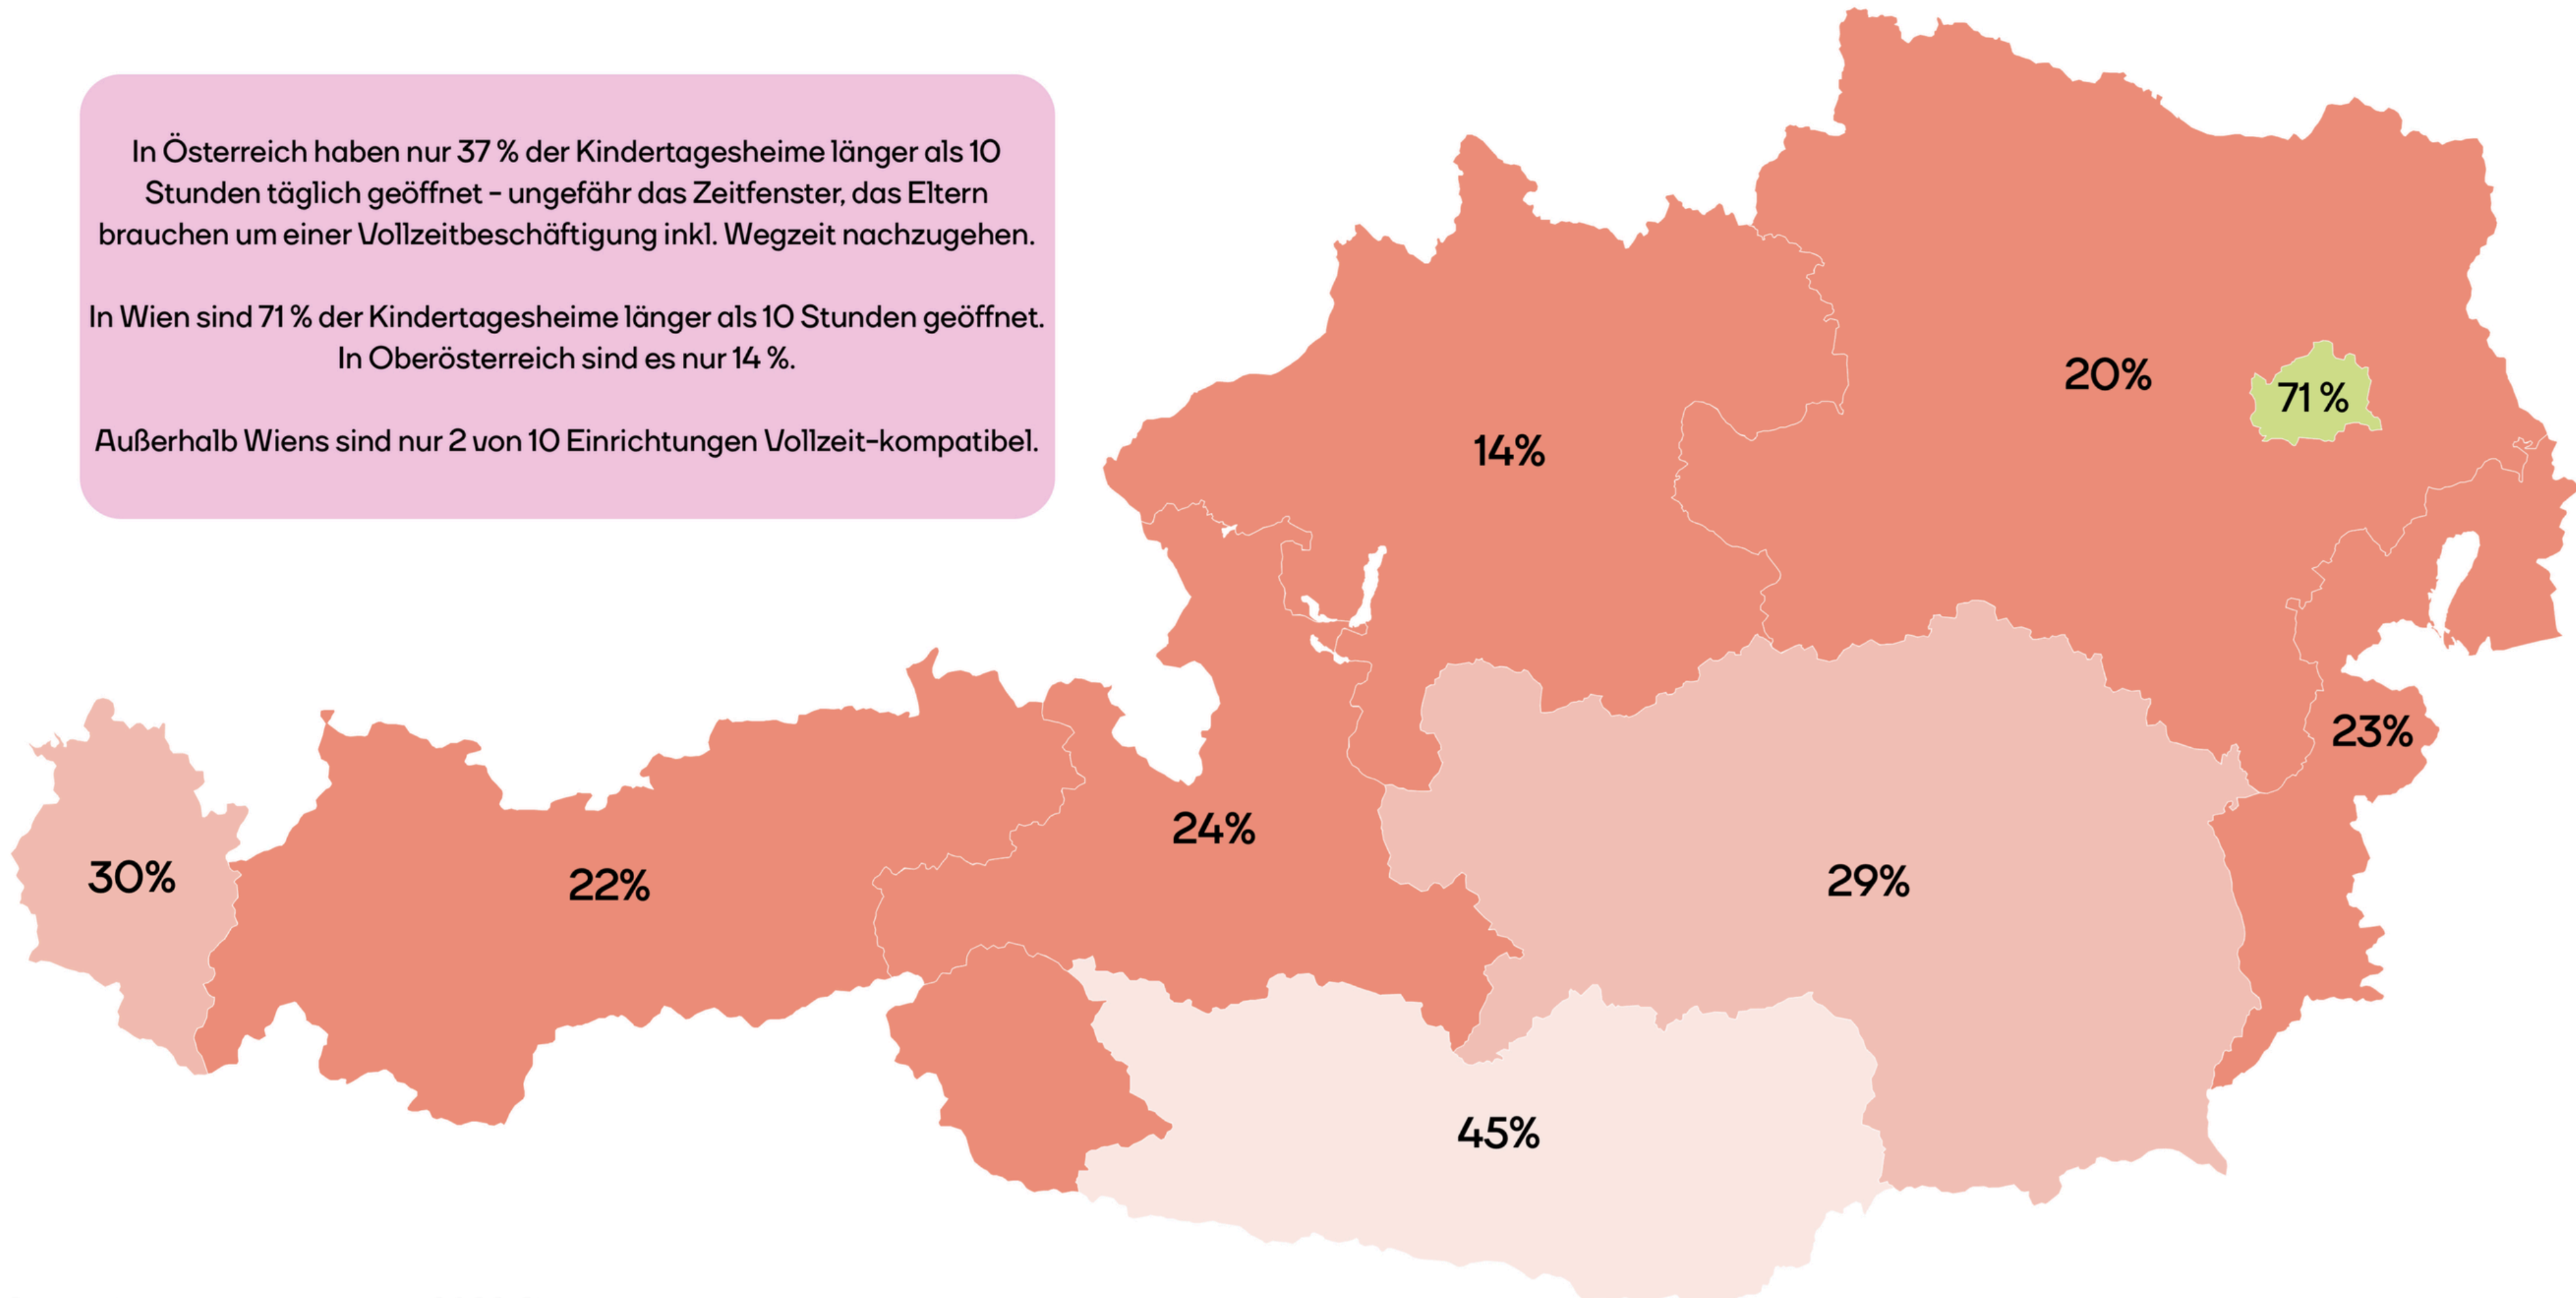 In Österreich haben nur 37 % der Kindertagesheime länger als 10
Stunden täglich geöffnet – ungefähr das Zeitfenster, das Eltern
brauchen um einer Vollzeitbeschäftigung inkl. Wegzeit nachzugehen.
In Wien sind 71 % der Kindertagesheime länger als 10 Stunden geöffnet.
In Oberösterreich sind es nur 14 %.
Außerhalb Wiens sind nur 2 von 10 Einrichtungen Vollzeit-kompatibel.
20%
71 %
14%
23%
24%
30%
22%
29%
45%